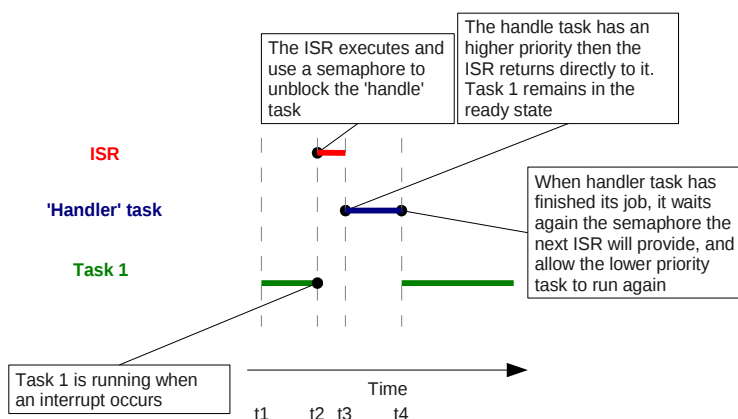 The ISR executes and
use a semaphore to
unblock the 'handle'
task
The handle task has an
higher priority then the
ISR returns directly to it.
Task 1 remains in the
ready state
ISR
'Handler' task
When handler task has
finished its job, it waits
again the semaphore the
next ISR will provide, and
allow the lower priority
task to run again
Task 1
Task 1 is running when
an interrupt occurs
Time
t1 t2 t3 t4